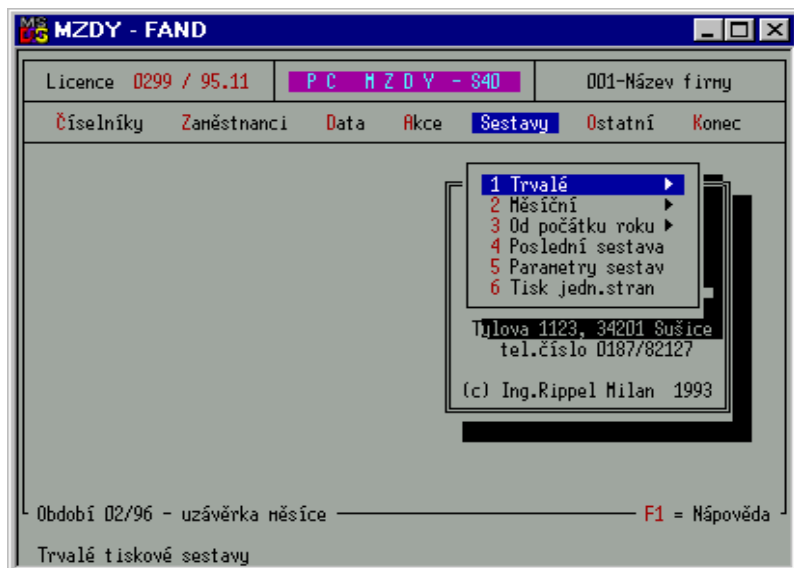 MZDY - FAND
Licence 0299 / 95.11 P C M Z D Y - S40 001-Název firmy
Číselníky Zaměstnanci Data Akce Sestavy Ostatní Konec
1 Trvalé
2 Měsíční
3 Od počátku roku
4 Poslední sestava
5 Parametry sestav
6 Tisk jedn.stran
Tylova 1123, 34201 Sušice
tel.číslo 0187/82127
(c) Ing.Rippel Milan 1993
Období 02/96 - uzávěrka měsíce F1 = Nápověda
Trvalé tiskové sestavy